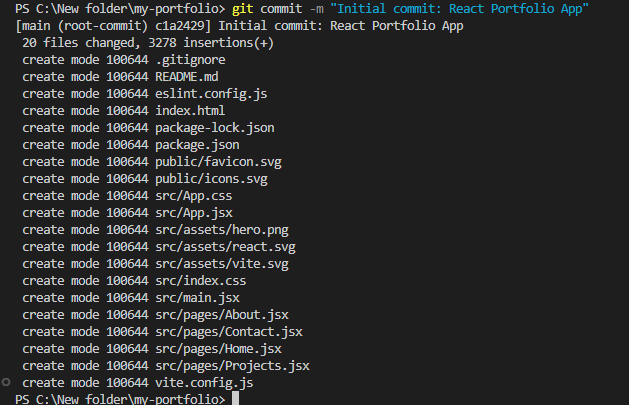 PS C:\New folder\my-portfolio> git commit -m "Initial commit: React Portfolio App"
[main (root-commit) c1a2429] Initial commit: React Portfolio App
 20 files changed, 3278 insertions(+)
 create mode 100644 .gitignore
 create mode 100644 README.md
 create mode 100644 eslint.config.js
 create mode 100644 index.html
 create mode 100644 package-lock.json
 create mode 100644 package.json
 create mode 100644 public/favicon.svg
 create mode 100644 public/icons.svg
 create mode 100644 src/App.css
 create mode 100644 src/App.jsx
 create mode 100644 src/assets/hero.png
 create mode 100644 src/assets/react.svg
 create mode 100644 src/assets/vite.svg
 create mode 100644 src/index.css
 create mode 100644 src/main.jsx
 create mode 100644 src/pages/About.jsx
 create mode 100644 src/pages/Contact.jsx
 create mode 100644 src/pages/Home.jsx
 create mode 100644 src/pages/Projects.jsx
 create mode 100644 vite.config.js
PS C:\New folder\my-portfolio>